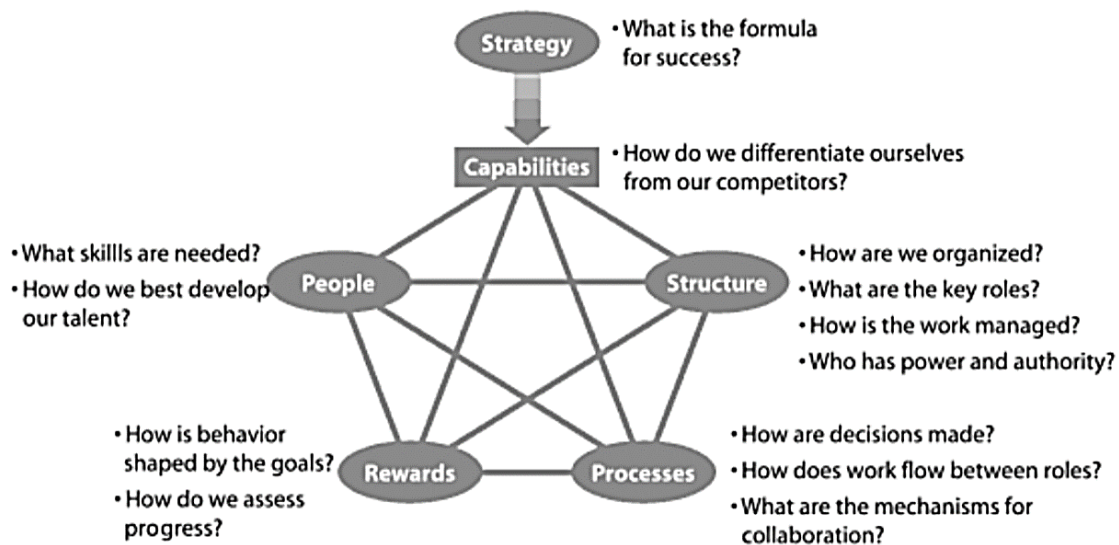 Strategy
• What is the formula
for success?
Capabilities
• How do we differentiate ourselves
from our competitors?
• What skillls are needed?
• How do we best develop
our talent?
People
Structure
• How are we organized?
• What are the key roles?
• How is the work managed?
• Who has power and authority?
• How is behavior
shaped by the goals?
• How do we assess
progress?
Rewards
Processes
• How are decisions made?
• How does work flow between roles?
• What are the mechanisms for
collaboration?